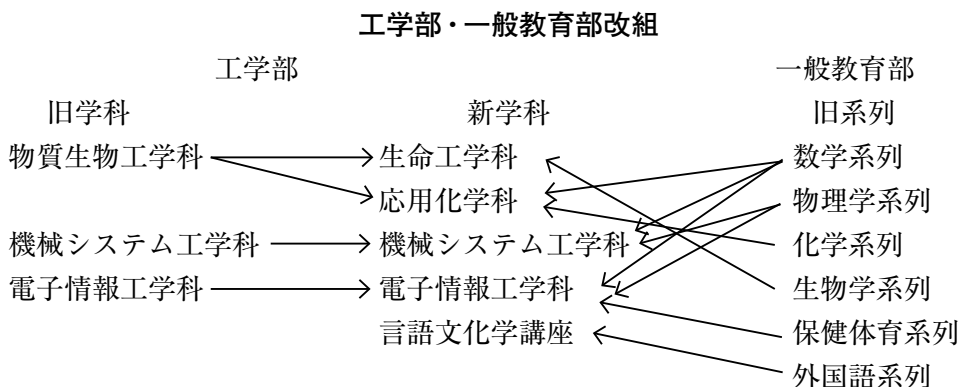 工学部・一般教育部改組
工学部 一般教育部
旧学科 新学科 旧系列
物質生物工学科 生命工学科 数学系列
応用化学科 物理学系列
機械システム工学科 機械システム工学科 化学系列
電子情報工学科 電子情報工学科 生物学系列
言語文化学講座 保健体育系列
外国語系列